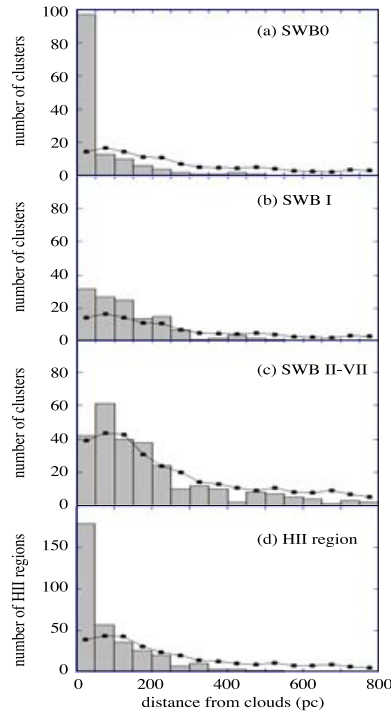 100
80
60
40
20
0
number of clusters
(a) SWB0
80
60
40
20
0
number of clusters
(b) SWB I
80
60
40
20
0
number of clusters
(c) SWB II-VII
150
100
50
0
number of HII regions
(d) HII region
0 200 400 600 800
distance from clouds (pc)